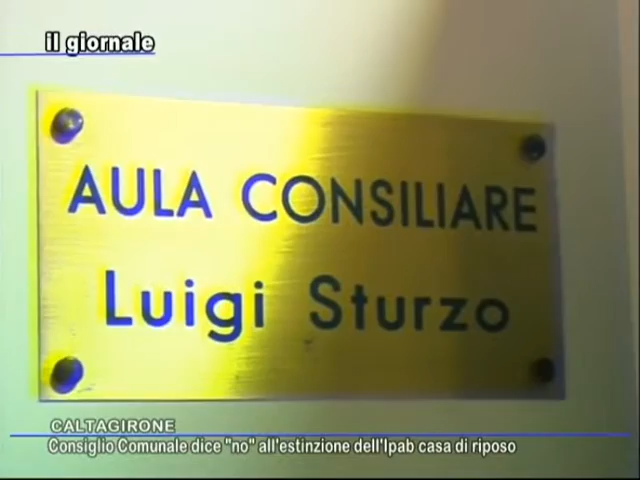 il giornale
AULA CONSILIARE
Luigi Sturzo
CALTAGIRONE
Consiglio Comunale dice "no" all'estinzione dell'Ipab casa di riposo